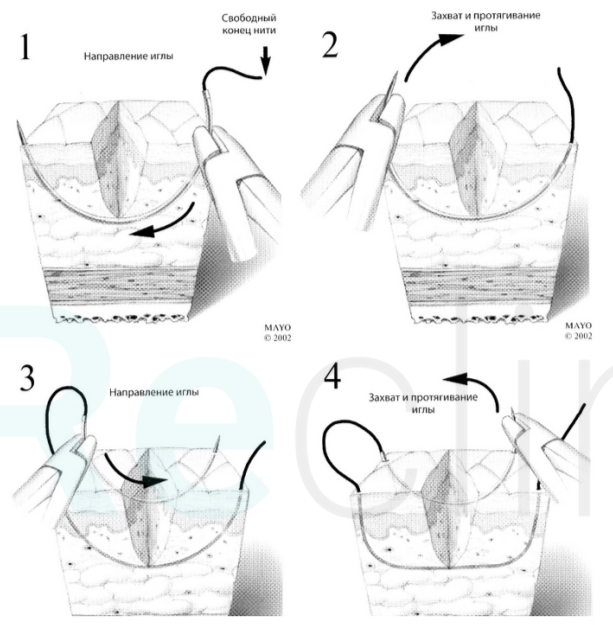 1
Направление иглы
Свободный
конец нити
MAYO
© 2002
2
Захват и протягивание
иглы
MAYO
© 2002
3
Направление иглы
4
Захват и протягивание
иглы
Reclin